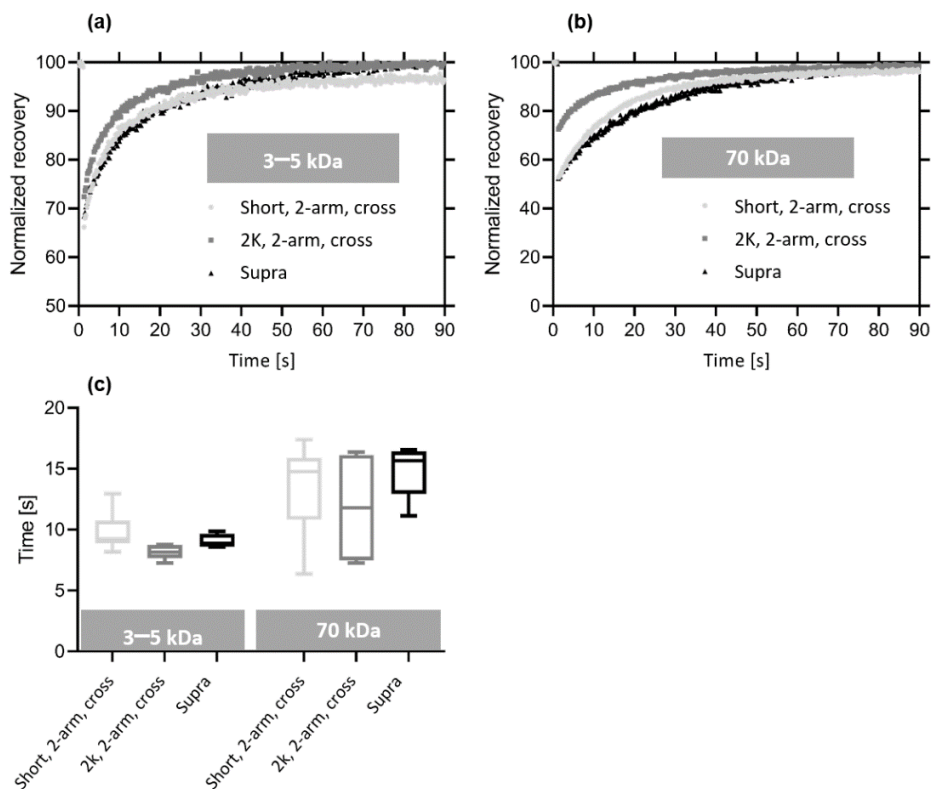 (a)
100
90
80
70
60
50
Normalized recovery
3–5 kDa
Short, 2-arm, cross
2K, 2-arm, cross
Supra
0 10 20 30 40 50 60 70 80 90
Time [s]
(b)
100
80
60
40
20
0
Normalized recovery
70 kDa
Short, 2-arm, cross
2K, 2-arm, cross
Supra
0 10 20 30 40 50 60 70 80 90
Time [s]
(c)
20
15
10
5
0
Time [s]
3–5 kDa
70 kDa
Short, 2-arm, cross
2k, 2-arm, cross
Supra
Short, 2-arm, cross
2k, 2-arm, cross
Supra